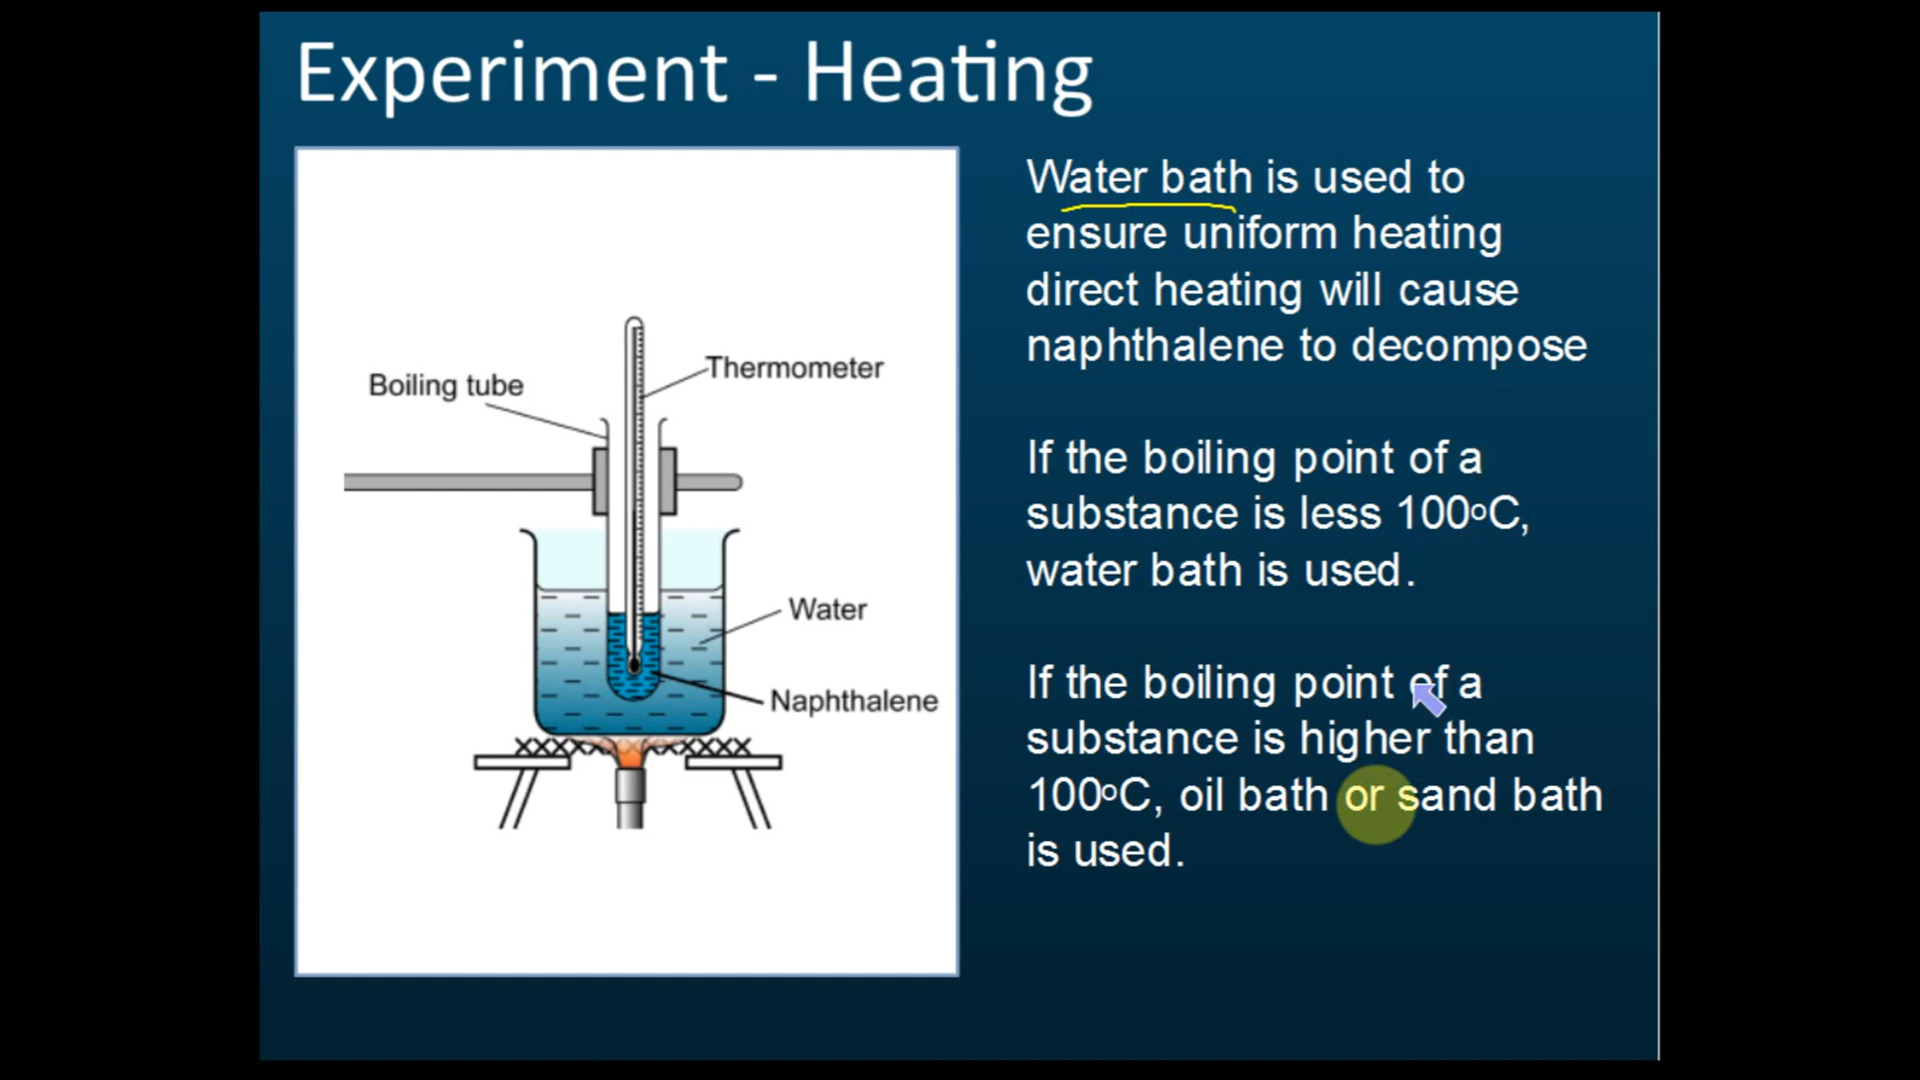 Experiment - Heating
Water bath is used to
ensure uniform heating
direct heating will cause
naphthalene to decompose
If the boiling point of a
substance is less 100°C,
water bath is used.
If the boiling point of a
substance is higher than
100°C, oil bath or sand bath
is used.
Thermometer
Boiling tube
Water
Naphthalene